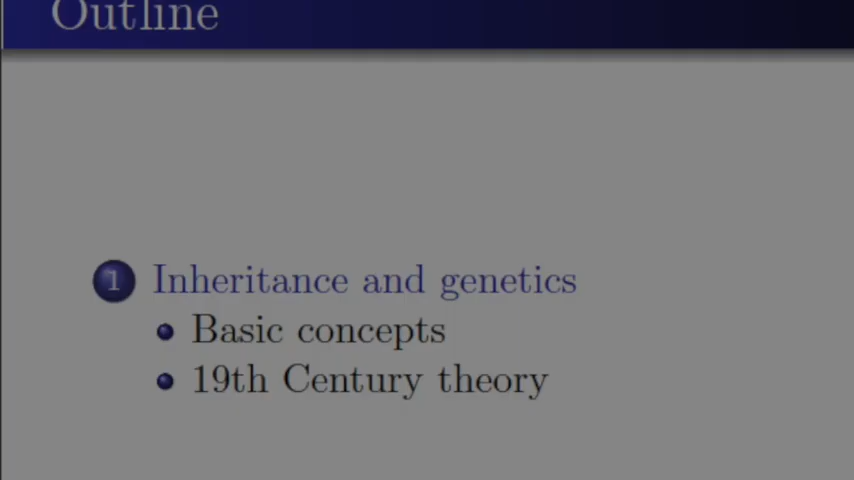 Outline
1 Inheritance and genetics
Basic concepts
19th Century theory